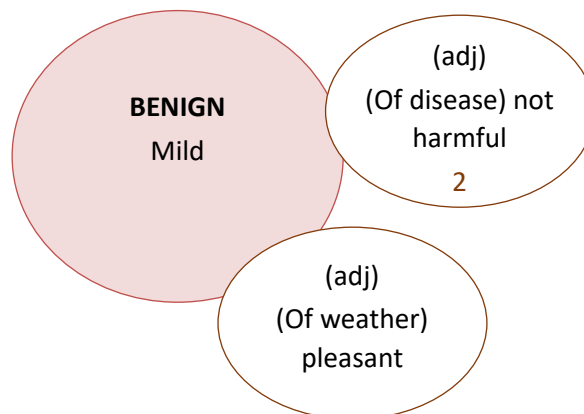 BENIGN
Mild
(adj)
(Of disease) not
harmful
2
(adj)
(Of weather)
pleasant